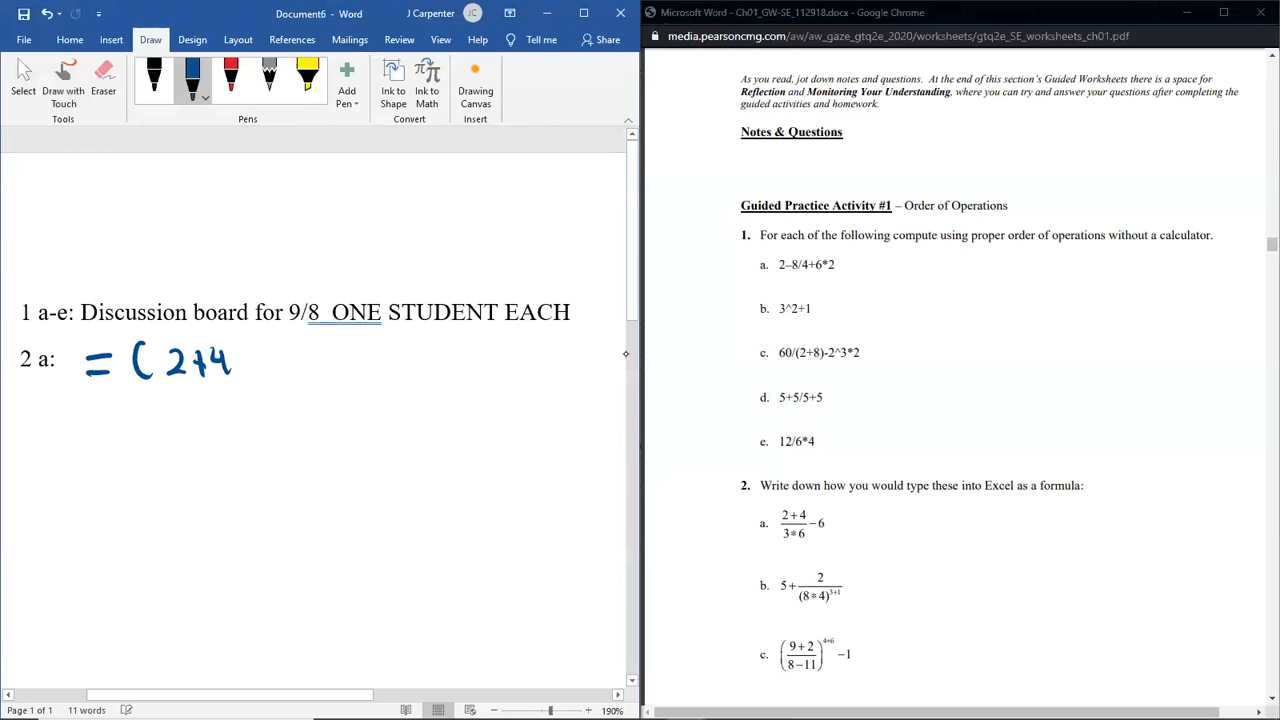 Document6 - Word
J Carpenter
JC
File
Home
Insert
Draw
Design
Layout
References
Mailings
Review
View
Help
Tell me
Share
Select
Draw with Touch
Eraser
Add Pen
Ink to Shape
Ink to Math
Drawing Canvas
Tools
Pens
Convert
Insert
1 a-e: Discussion board for 9/8 ONE STUDENT EACH
2 a: = ( 2+4
Page 1 of 1
11 words
190%
Microsoft Word - Ch01_GW-SE_112918.docx - Google Chrome
media.pearsoncmg.com/aw/aw_gaze_gtq2e_2020/worksheets/gtq2e_SE_worksheets_ch01.pdf
As you read, jot down notes and questions. At the end of this section's Guided Worksheets there is a space for
Reflection and Monitoring Your Understanding, where you can try and answer your questions after completing the
guided activities and homework.
Notes & Questions
Guided Practice Activity #1 – Order of Operations
1. For each of the following compute using proper order of operations without a calculator.
a. 2–8/4+6*2
b. 3^2+1
c. 60/(2+8)-2^3*2
d. 5+5/5+5
e. 12/6*4
2. Write down how you would type these into Excel as a formula:
a. (2+4)/(3*6) −6
b. 5+ 2/(8*4)^3+1
c. ((9+2)/(8−11))^4*6 −1